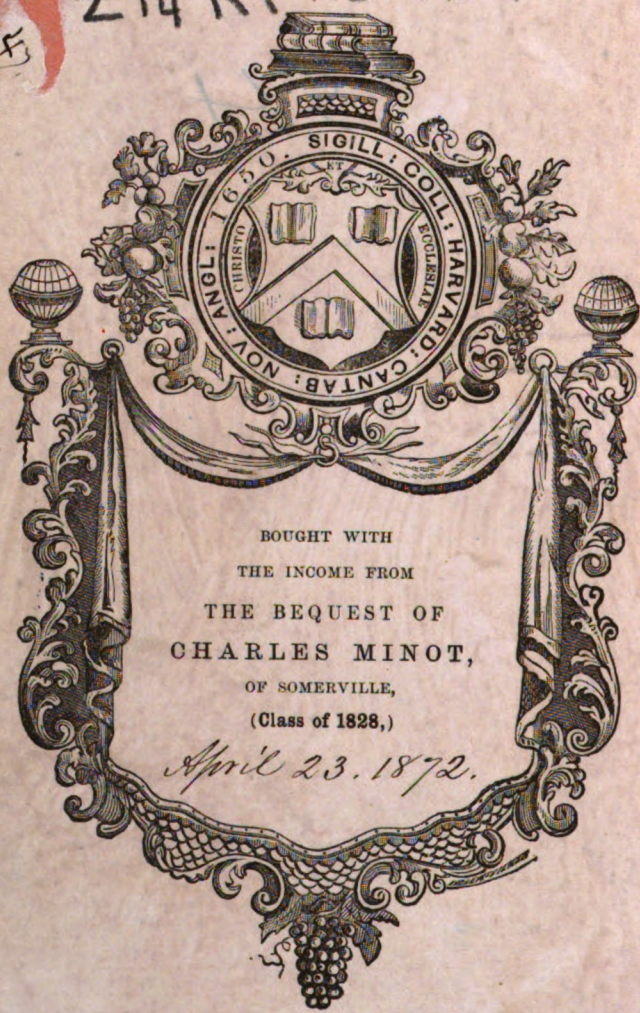 SIGILL: COLL: HARVARD: CANTAB: NOV: ANGL: 1650.
CHRISTO
ET
ECCLESIAE
BOUGHT WITH
THE INCOME FROM
THE BEQUEST OF
CHARLES MINOT,
OF SOMERVILLE,
(Class of 1828,)
April 23. 1872.